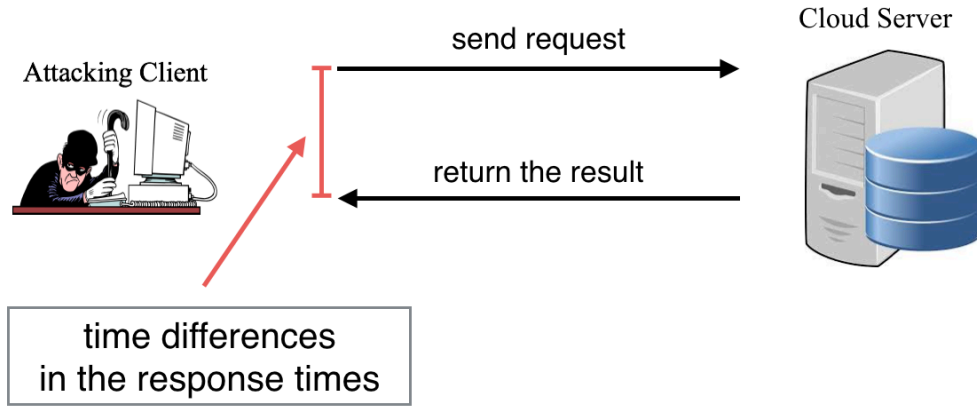 Cloud Server
send request
Attacking Client
return the result
time differences
in the response times